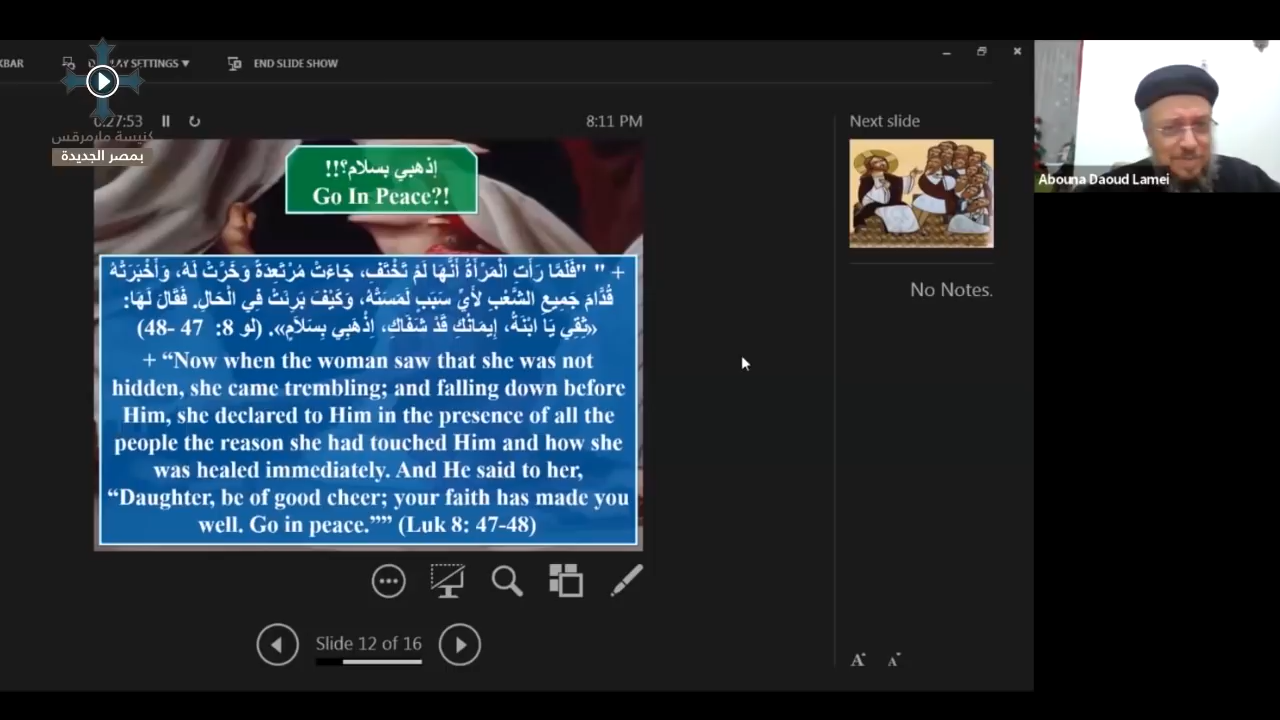 KBAR
DISPLAY SETTINGS ▼
END SLIDE SHOW
0:27:53
8:11 PM
كنيسة مارمرقس
بمصر الجديدة
إذهبي بسلام؟!!
Go In Peace?!
+ " "فَلَمَّا رَأَتِ الْمَرْأَةُ أَنَّهَا لَمْ تَخْتَفِ، جَاءَتْ مُرْتَعِدَةً وَخَرَّتْ لَهُ، وَأَخْبَرَتْهُ
قُدَّامَ جَمِيعِ الشَّعْبِ لأَيِّ سَبَبٍ لَمَسَتْهُ، وَكَيْفَ بَرِئَتْ فِي الْحَالِ. فَقَالَ لَهَا:
«ثِقِي يَا ابْنَةُ، إِيمَانُكِ قَدْ شَفَاكِ، اِذْهَبِي بِسَلاَمٍ». (لو 8: 47 -48)
+ “Now when the woman saw that she was not
hidden, she came trembling; and falling down before
Him, she declared to Him in the presence of all the
people the reason she had touched Him and how she
was healed immediately. And He said to her,
“Daughter, be of good cheer; your faith has made you
well. Go in peace.”” (Luk 8: 47-48)
Slide 12 of 16
Next slide
No Notes.
A A
Abouna Daoud Lamei